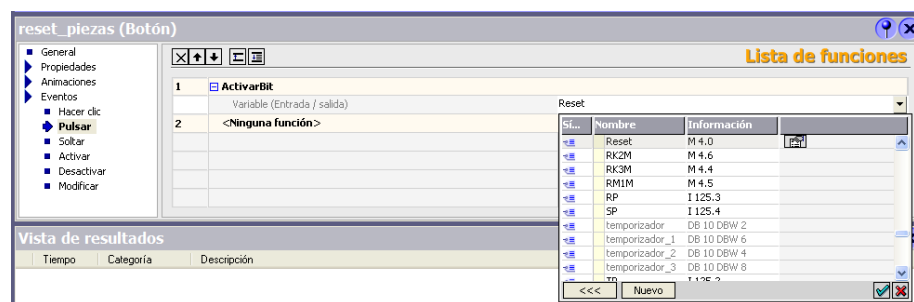 reset_piezas (Botón)
General
Propiedades
Animaciones
Eventos
Hacer clic
Pulsar
Soltar
Activar
Desactivar
Modificar
Lista de funciones
1 ActivarBit
Variable (Entrada / salida) Reset
2 <Ninguna función>
Sí... Nombre Información
Reset M 4.0
RK2M M 4.6
RK3M M 4.4
RM1M M 4.5
RP I 125.3
SP I 125.4
temporizador DB 10 DBW 2
temporizador_1 DB 10 DBW 6
temporizador_2 DB 10 DBW 4
temporizador_3 DB 10 DBW 8
<<< Nuevo
Vista de resultados
Tiempo Categoría Descripción